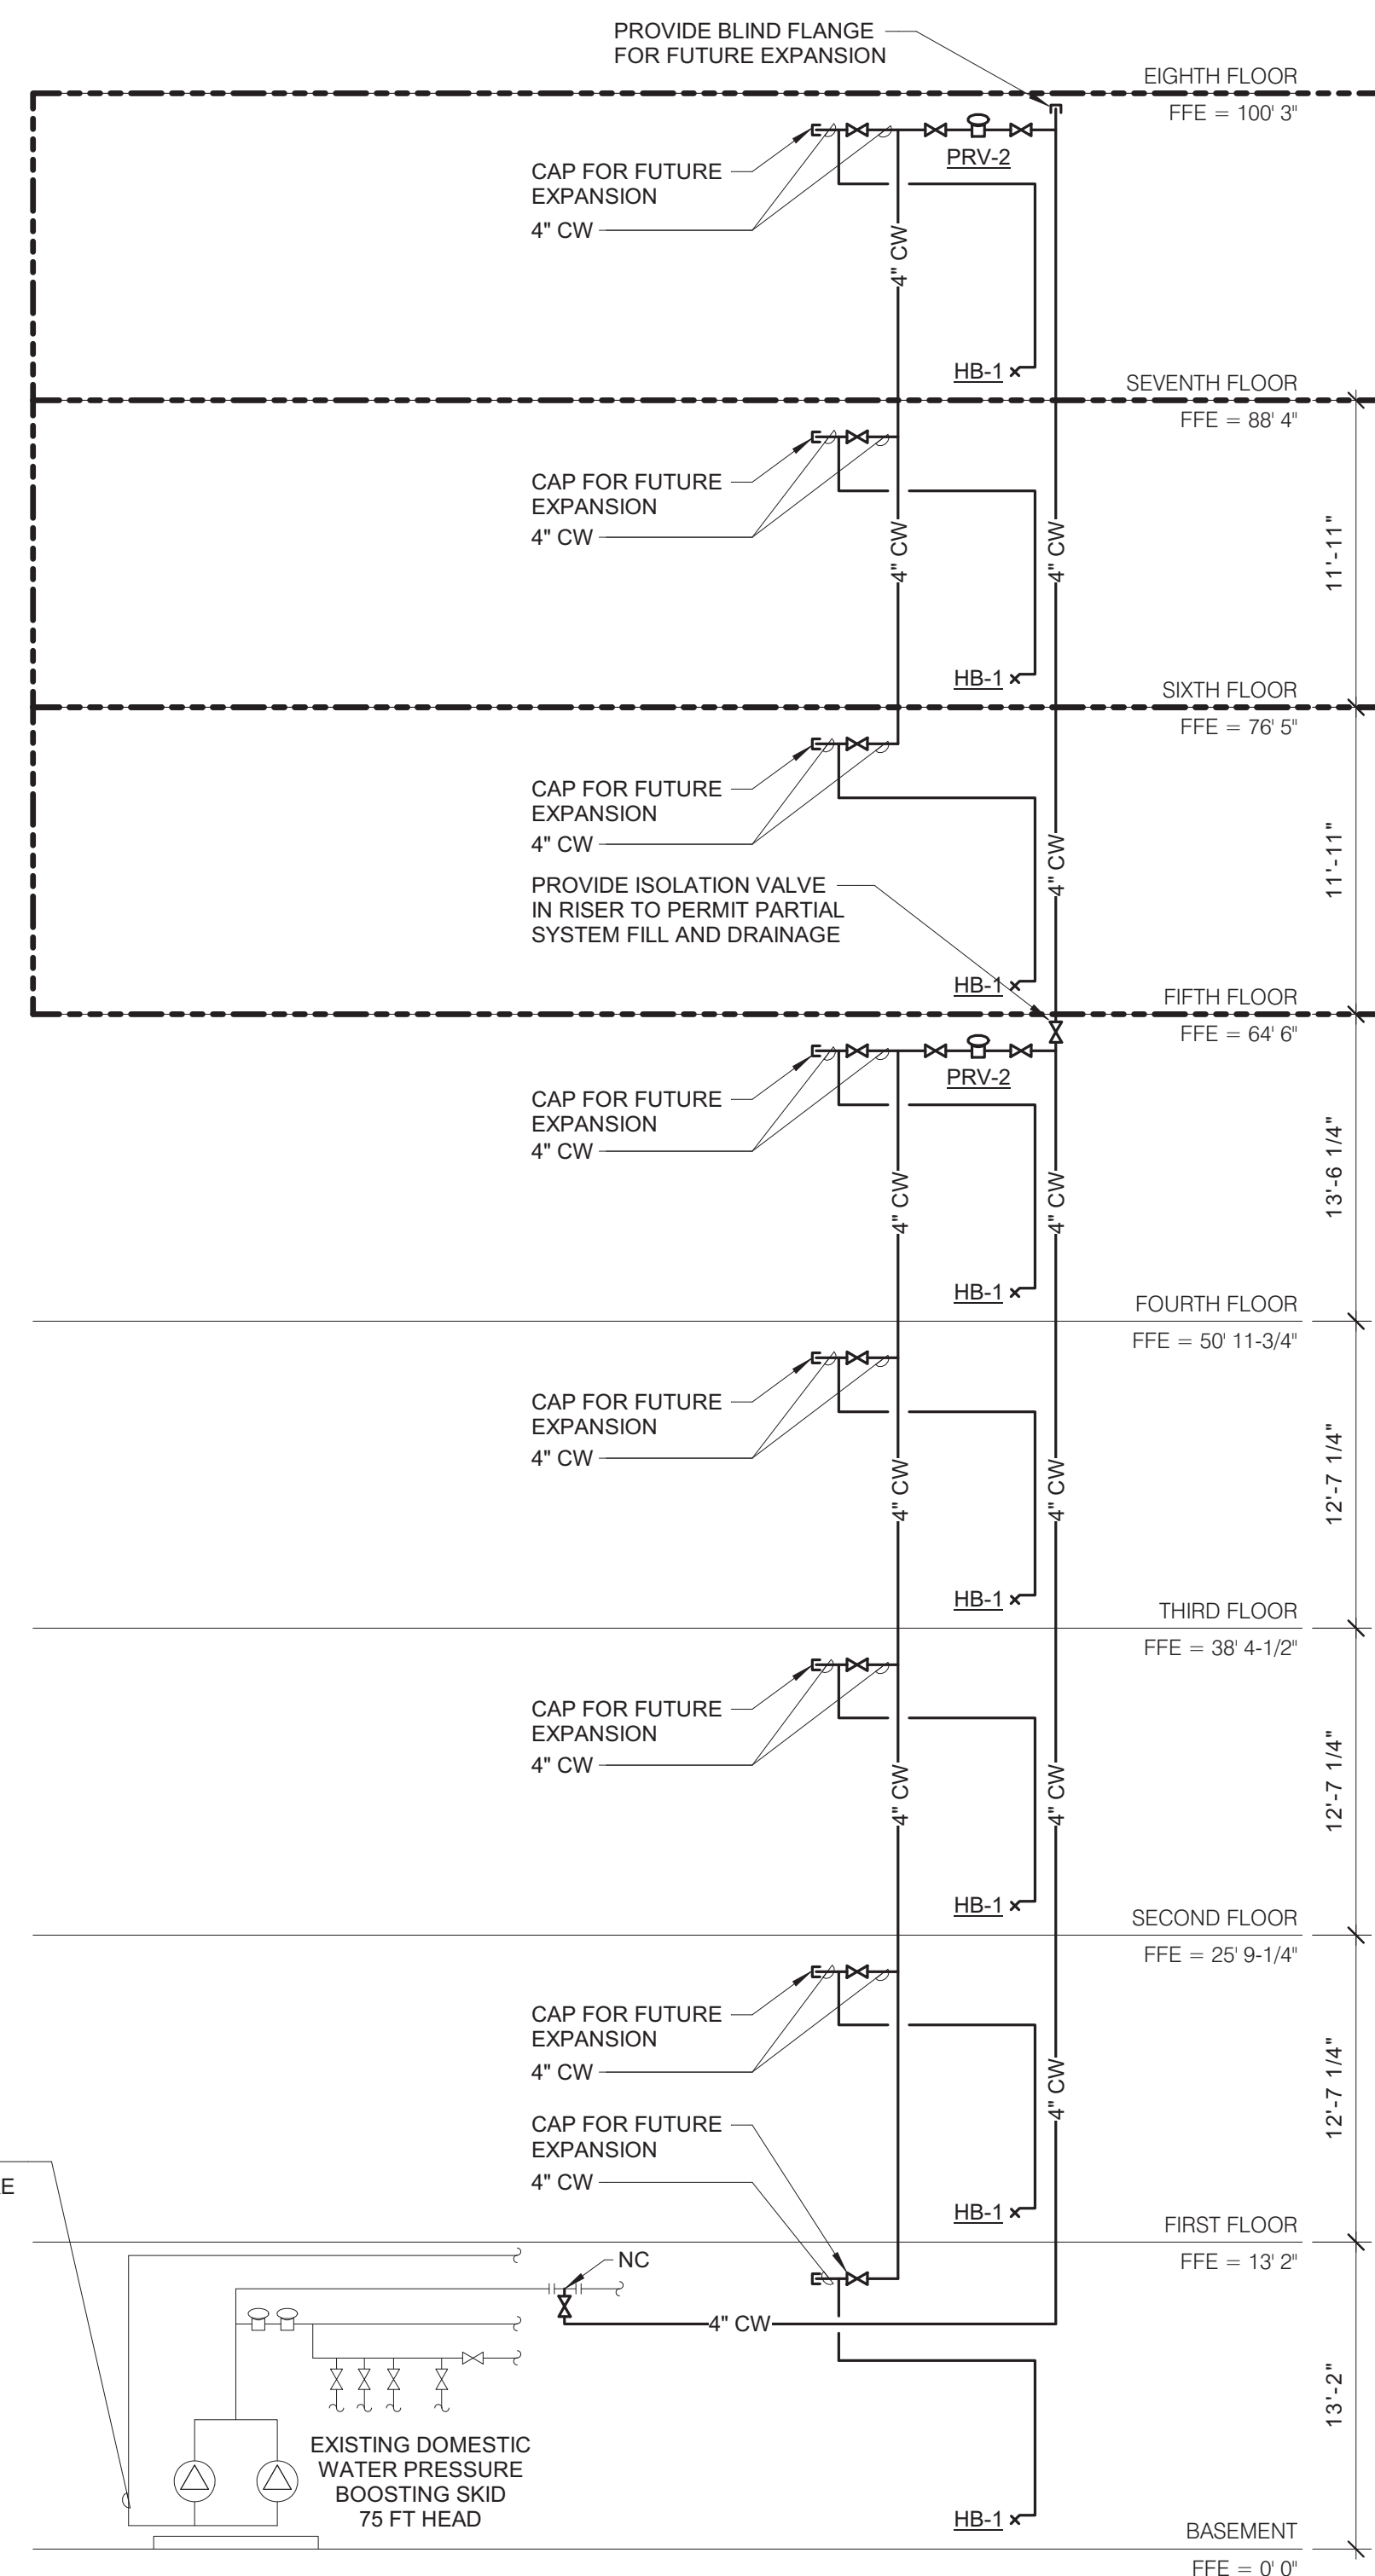 PROVIDE BLIND FLANGE
FOR FUTURE EXPANSION
EIGHTH FLOOR
FFE = 100' 3"
PRV-2
CAP FOR FUTURE
EXPANSION
4" CW
4" CW
HB-1
SEVENTH FLOOR
FFE = 88' 4"
CAP FOR FUTURE
EXPANSION
4" CW
4" CW
4" CW
11'-11"
HB-1
SIXTH FLOOR
FFE = 76' 5"
CAP FOR FUTURE
EXPANSION
4" CW
4" CW
11'-11"
PROVIDE ISOLATION VALVE
IN RISER TO PERMIT PARTIAL
SYSTEM FILL AND DRAINAGE
HB-1
FIFTH FLOOR
FFE = 64' 6"
PRV-2
CAP FOR FUTURE
EXPANSION
4" CW
4" CW
4" CW
13'-6 1/4"
HB-1
FOURTH FLOOR
FFE = 50' 11-3/4"
CAP FOR FUTURE
EXPANSION
4" CW
4" CW
4" CW
12'-7 1/4"
HB-1
THIRD FLOOR
FFE = 38' 4-1/2"
CAP FOR FUTURE
EXPANSION
4" CW
4" CW
4" CW
12'-7 1/4"
HB-1
SECOND FLOOR
FFE = 25' 9-1/4"
CAP FOR FUTURE
EXPANSION
4" CW
4" CW
12'-7 1/4"
CAP FOR FUTURE
EXPANSION
4" CW
HB-1
FIRST FLOOR
FFE = 13' 2"
NC
4" CW
13'-2"
EXISTING DOMESTIC
WATER PRESSURE
BOOSTING SKID
75 FT HEAD
HB-1
BASEMENT
FFE = 0' 0"